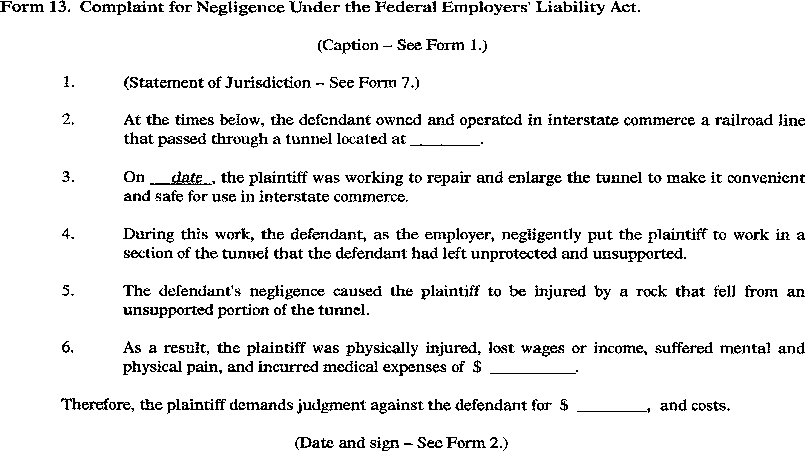 Form 13. Complaint for Negligence Under the Federal Employers' Liability Act.
(Caption – See Form 1.)
1. (Statement of Jurisdiction – See Form 7.)
2. At the times below, the defendant owned and operated in interstate commerce a railroad line
that passed through a tunnel located at ________.
3. On __date__, the plaintiff was working to repair and enlarge the tunnel to make it convenient
and safe for use in interstate commerce.
4. During this work, the defendant, as the employer, negligently put the plaintiff to work in a
section of the tunnel that the defendant had left unprotected and unsupported.
5. The defendant's negligence caused the plaintiff to be injured by a rock that fell from an
unsupported portion of the tunnel.
6. As a result, the plaintiff was physically injured, lost wages or income, suffered mental and
physical pain, and incurred medical expenses of $ __________.
Therefore, the plaintiff demands judgment against the defendant for $ ________, and costs.
(Date and sign – See Form 2.)